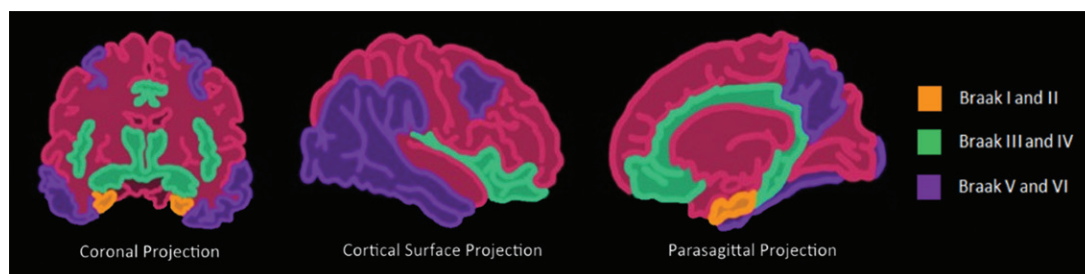 Braak I and II
Braak III and IV
Braak V and VI
Coronal Projection
Cortical Surface Projection
Parasagittal Projection